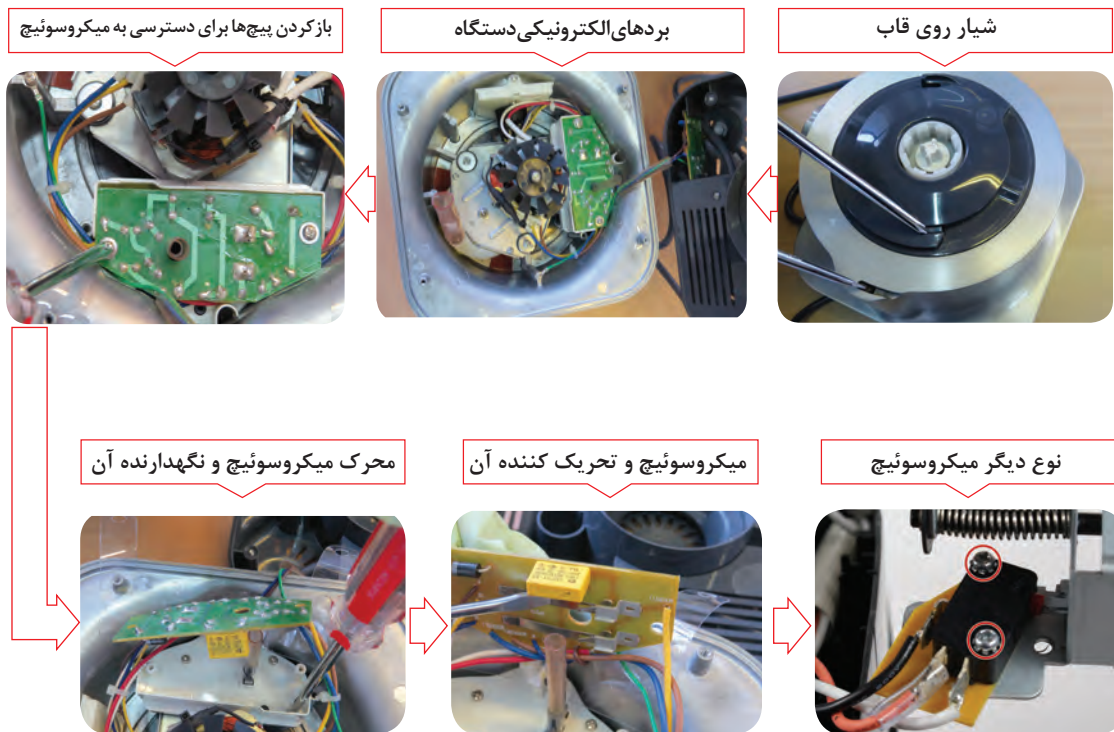 شیار روی قاب
بردهای‌الکترونیکی‌دستگاه
بازکردن پیچ‌ها برای دسترسی به میکروسوئیچ
محرک میکروسوئیچ و نگهدارنده آن
میکروسوئیچ و تحریک کننده آن
نوع دیگر میکروسوئیچ